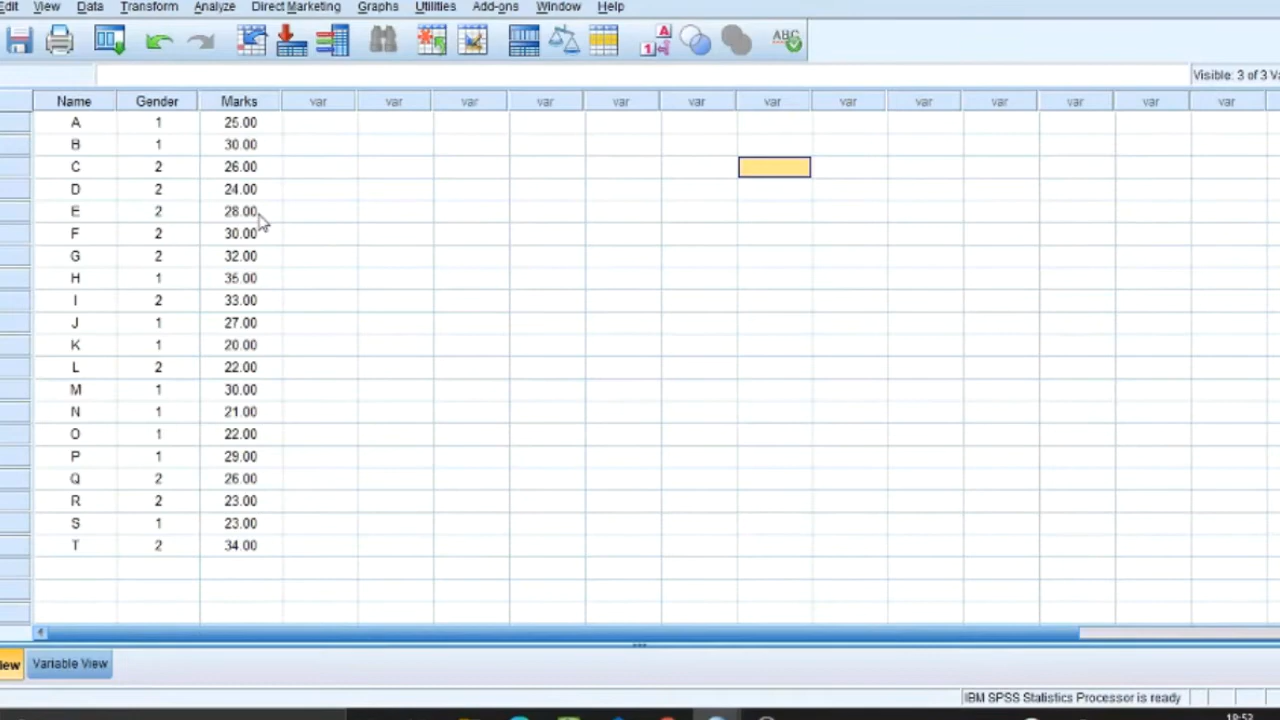 Edit View Data Transform Analyze Direct Marketing Graphs Utilities Add-ons Window Help
A
1
ABC
Visible: 3 of 3 Va
Name Gender Marks var var var var var var var var var var var var var
A 1 25.00
B 1 30.00
C 2 26.00
D 2 24.00
E 2 28.00
F 2 30.00
G 2 32.00
H 1 35.00
I 2 33.00
J 1 27.00
K 1 20.00
L 2 22.00
M 1 30.00
N 1 21.00
O 1 22.00
P 1 29.00
Q 2 26.00
R 2 23.00
S 1 23.00
T 2 34.00
iew Variable View
IBM SPSS Statistics Processor is ready